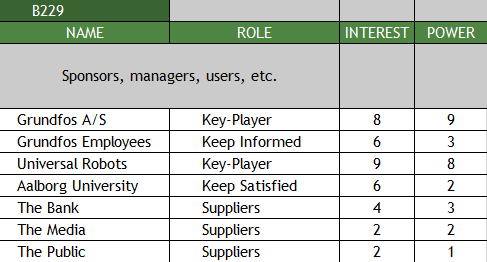 B229
NAME ROLE INTEREST POWER
Sponsors, managers, users, etc.
Grundfos A/S Key-Player 8 9
Grundfos Employees Keep Informed 6 3
Universal Robots Key-Player 9 8
Aalborg University Keep Satisfied 6 2
The Bank Suppliers 4 3
The Media Suppliers 2 2
The Public Suppliers 2 1